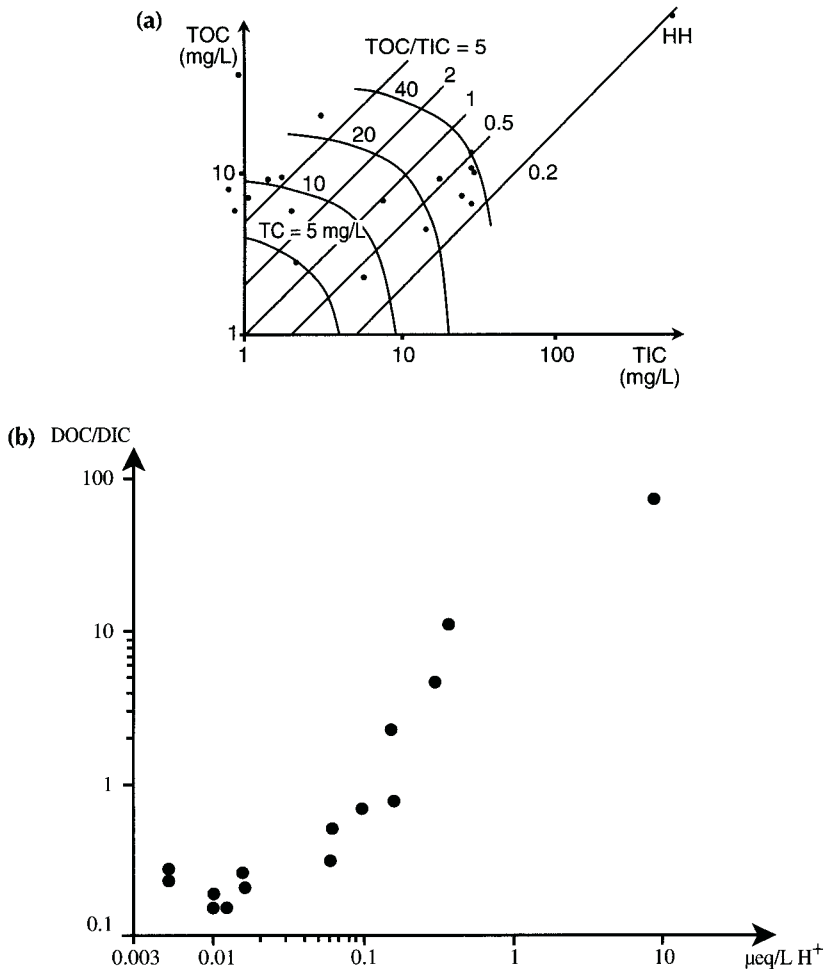 (a)
TOC
(mg/L)
TOC/TIC = 5
2
1
0.5
0.2
HH
40
20
10
TC = 5 mg/L
10
1
1
10
100
TIC
(mg/L)
(b) DOC/DIC
100
10
1
0.1
0.003
0.01
0.1
1
10
μeq/L H⁺